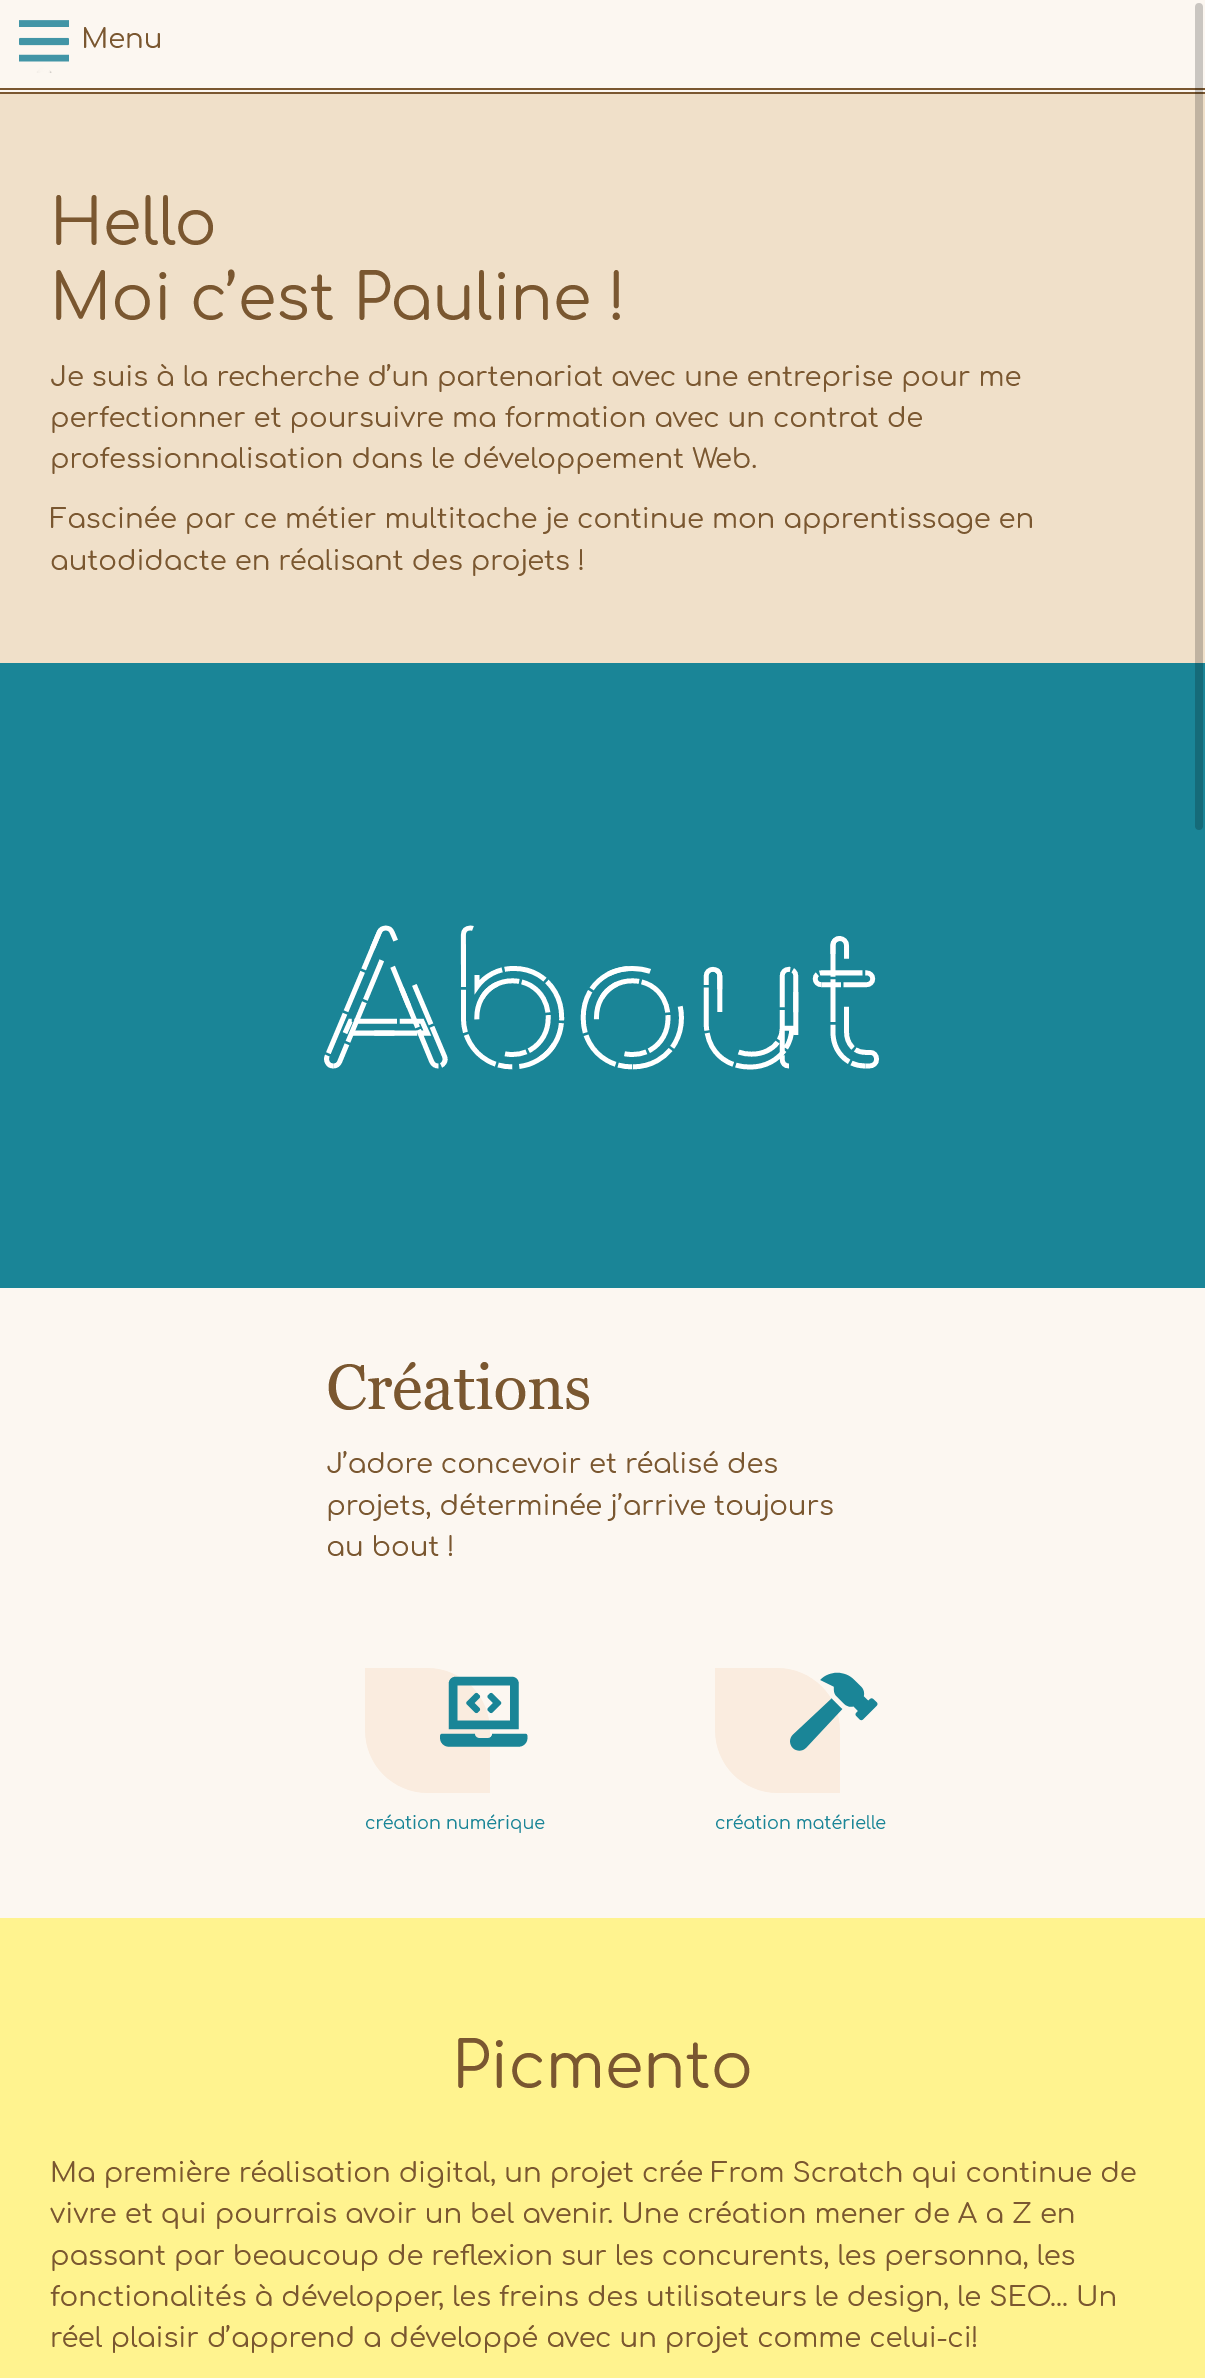 Menu
Hello
Moi c’est Pauline !
Je suis à la recherche d’un partenariat avec une entreprise pour me
perfectionner et poursuivre ma formation avec un contrat de
professionnalisation dans le développement Web.
Fascinée par ce métier multitache je continue mon apprentissage en
autodidacte en réalisant des projets !
About
Créations
J’adore concevoir et réalisé des
projets, déterminée j’arrive toujours
au bout !
création numérique
création matérielle
Picmento
Ma première réalisation digital, un projet crée From Scratch qui continue de
vivre et qui pourrais avoir un bel avenir. Une création mener de A a Z en
passant par beaucoup de reflexion sur les concurents, les personna, les
fonctionalités à développer, les freins des utilisateurs le design, le SEO... Un
réel plaisir d’apprend a développé avec un projet comme celui-ci!